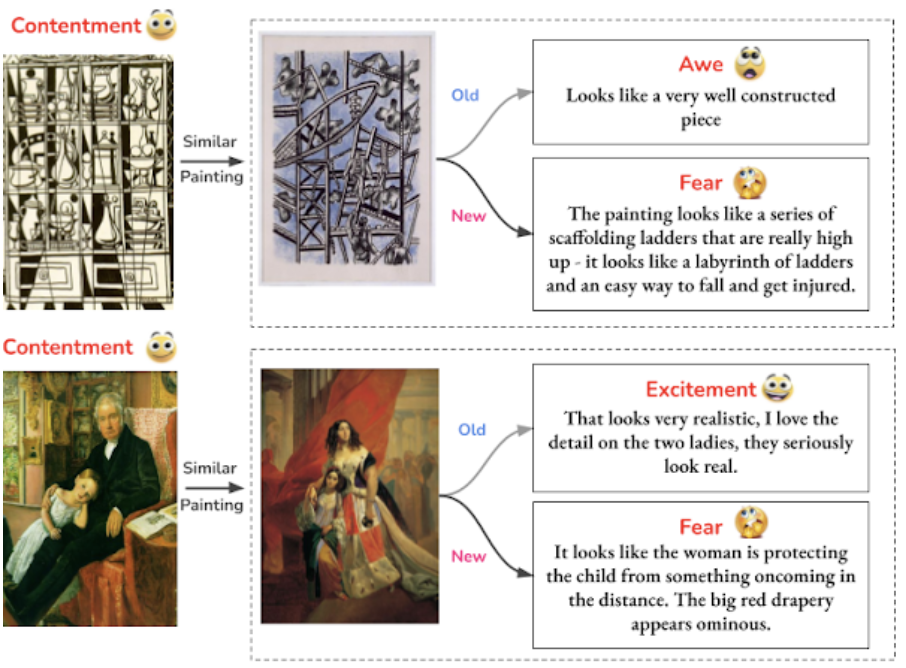 Contentment
Similar
Painting
Old
New
Awe
Looks like a very well constructed
piece
Fear
The painting looks like a series of
scaffolding ladders that are really high
up - it looks like a labyrinth of ladders
and an easy way to fall and get injured.
Contentment
Similar
Painting
Old
New
Excitement
That looks very realistic, I love the
detail on the two ladies, they seriously
look real.
Fear
It looks like the woman is protecting
the child from something oncoming in
the distance. The big red drapery
appears ominous.